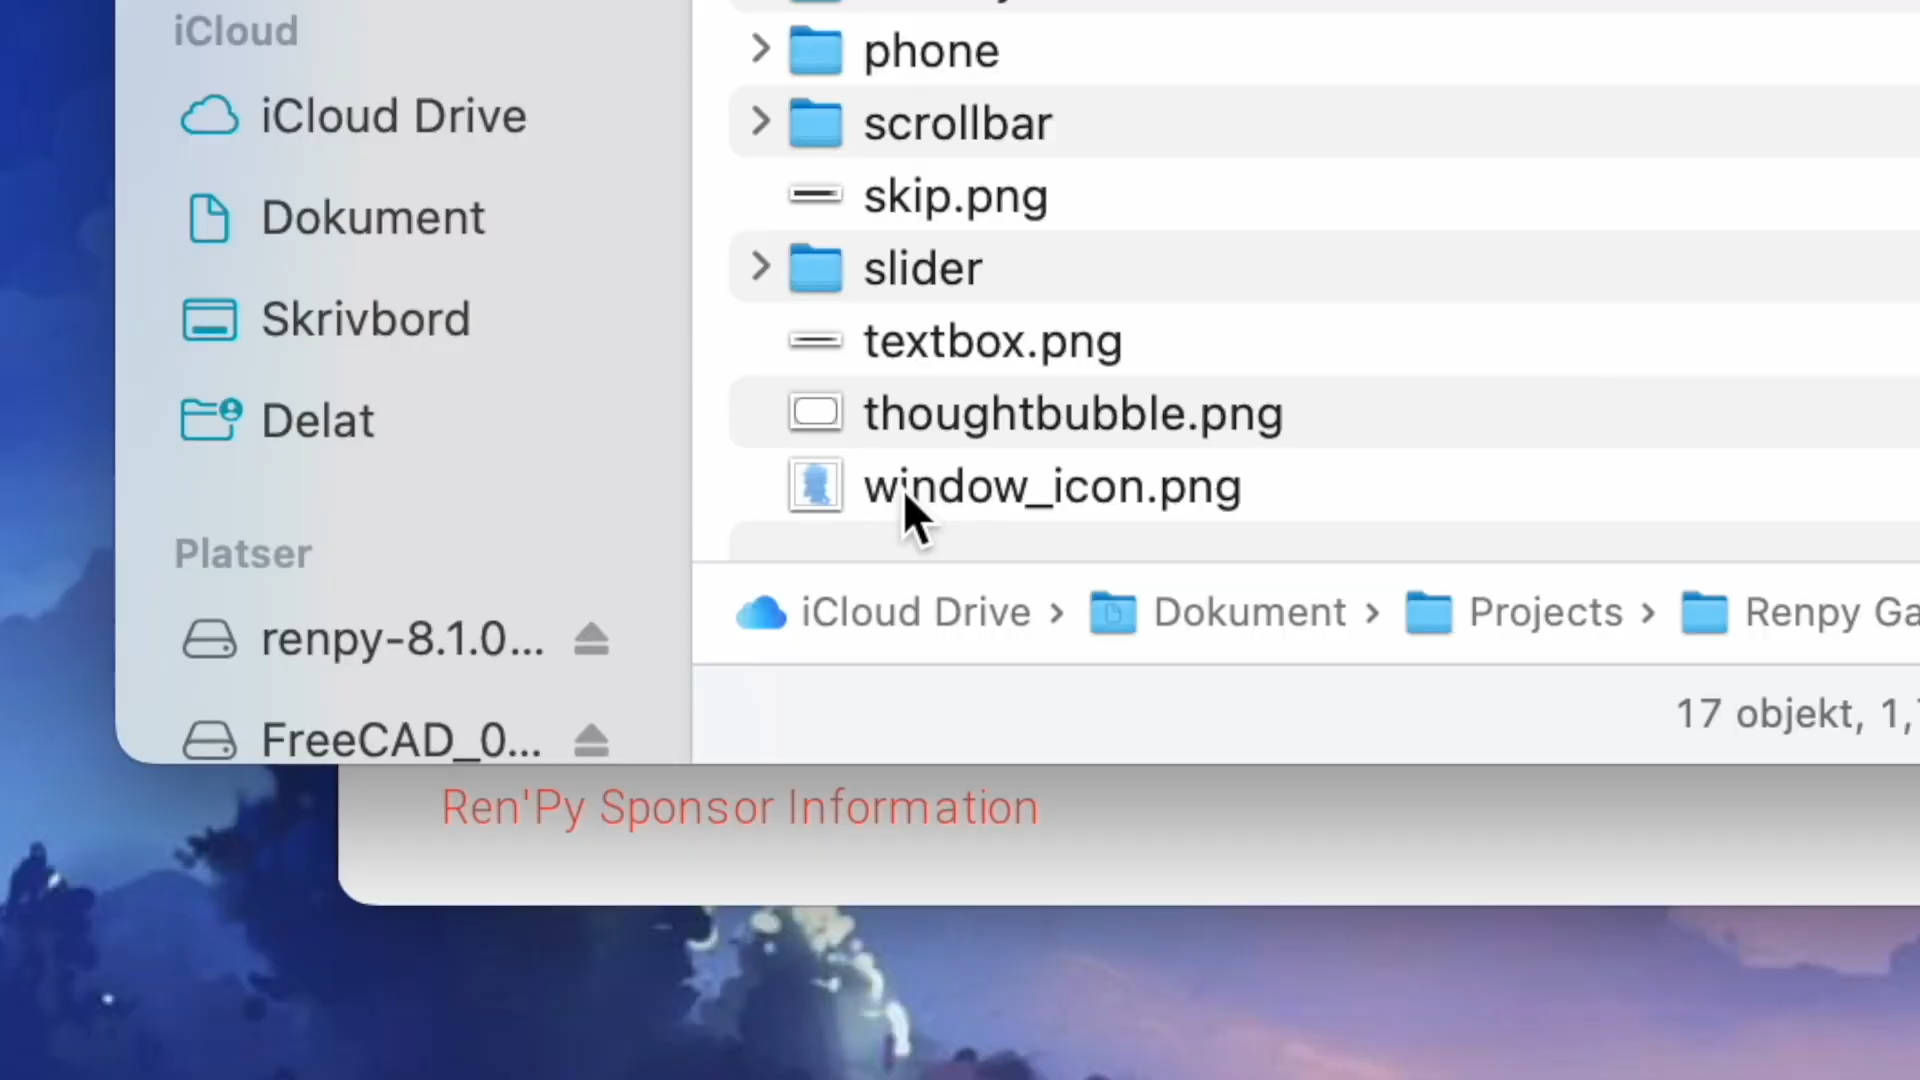 iCloud
iCloud Drive
Dokument
Skrivbord
Delat
Platser
renpy-8.1.0...
FreeCAD_0...
phone
scrollbar
skip.png
slider
textbox.png
thoughtbubble.png
window_icon.png
iCloud Drive › Dokument › Projects › Renpy Ga
17 objekt, 1,
Ren'Py Sponsor Information